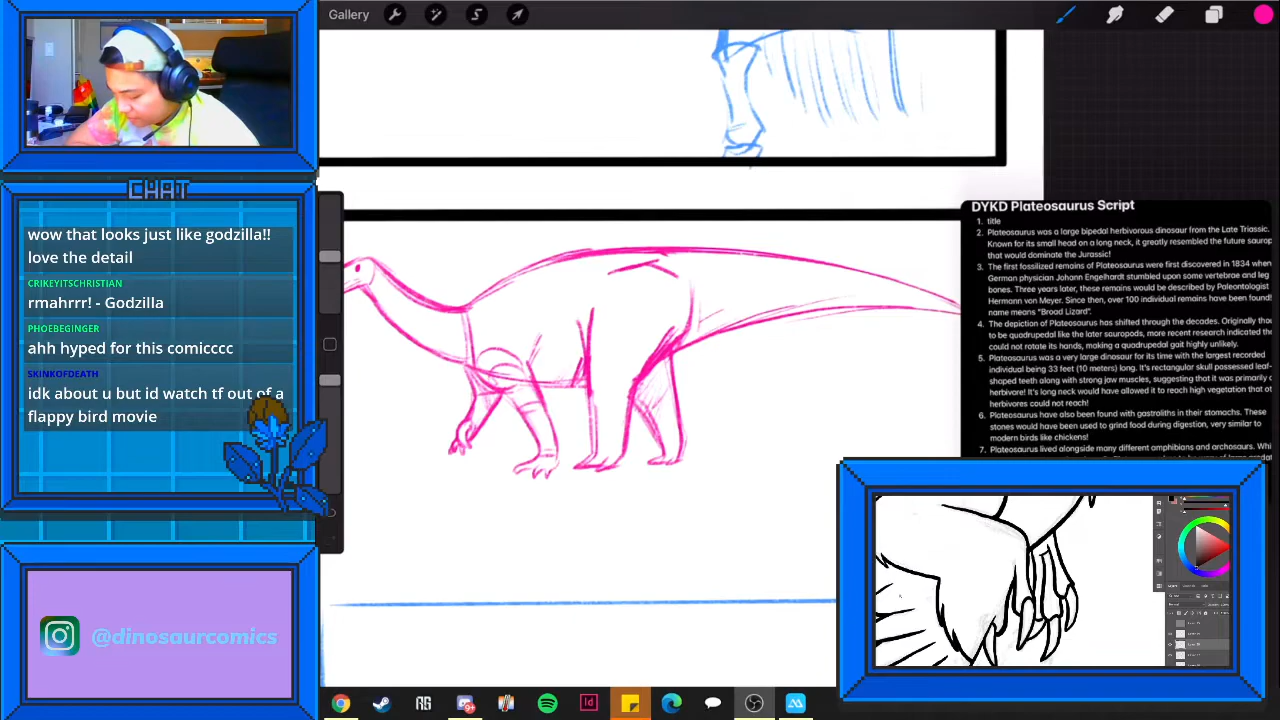 Gallery
CHAT
wow that looks just like godzilla!!
love the detail
CRIKEYITSCHRISTIAN
rmahrrr! - Godzilla
PHOEBEGINGER
ahh hyped for this comicccc
SKINKOFDEATH
idk about u but id watch tf out of a
flappy bird movie
@dinosaurcomics
DYKD Plateosaurus Script
1. title
2. Plateosaurus was a large bipedal herbivorous dinosaur from the Late Triassic.
Known for its small head on a long neck, it greatly resembled the future saurop
that would dominate the Jurassic!
3. The first fossilized remains of Plateosaurus were first discovered in 1834 when
German physician Johann Engelhardt stumbled upon some vertebrae and leg
bones. Three years later, these remains would be described by Paleontologist
Hermann von Meyer. Since then, over 100 individual remains have been found!
name means "Broad Lizard".
4. The depiction of Plateosaurus has shifted through the decades. Originally thou
to be quadrupedal like the later sauropods, more recent research indicated the
could not rotate its hands, making a quadrupedal gait highly unlikely.
5. Plateosaurus was a very large dinosaur for its time with the largest recorded
individual being 33 feet (10 meters) long. It's rectangular skull possessed leaf-
shaped teeth along with strong jaw muscles, suggesting that it was primarily a
herbivore! It's long neck would have allowed it to reach high vegetation that ot
herbivores could not reach!
6. Plateosaurus have also been found with gastroliths in their stomachs. These
stones would have been used to grind food during digestion, very similar to
modern birds like chickens!
7. Plateosaurus lived alongside many different amphibians and archosaurs. Whi